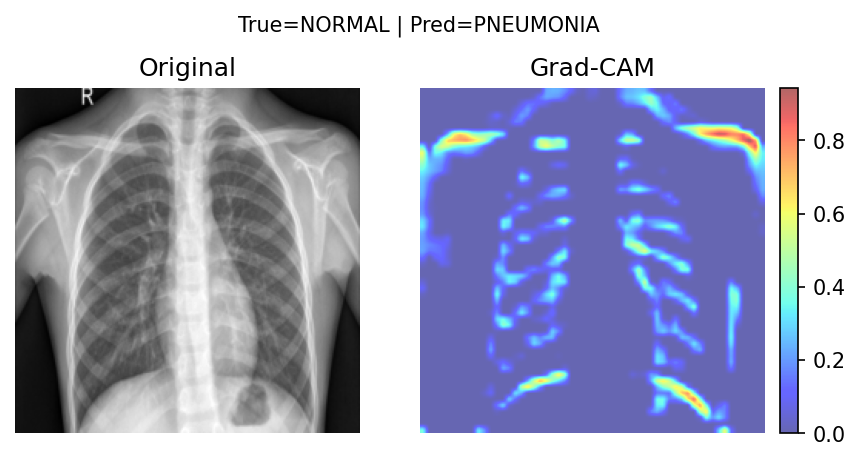 True=NORMAL | Pred=PNEUMONIA
Original
Grad-CAM
R
0.8
0.6
0.4
0.2
0.0